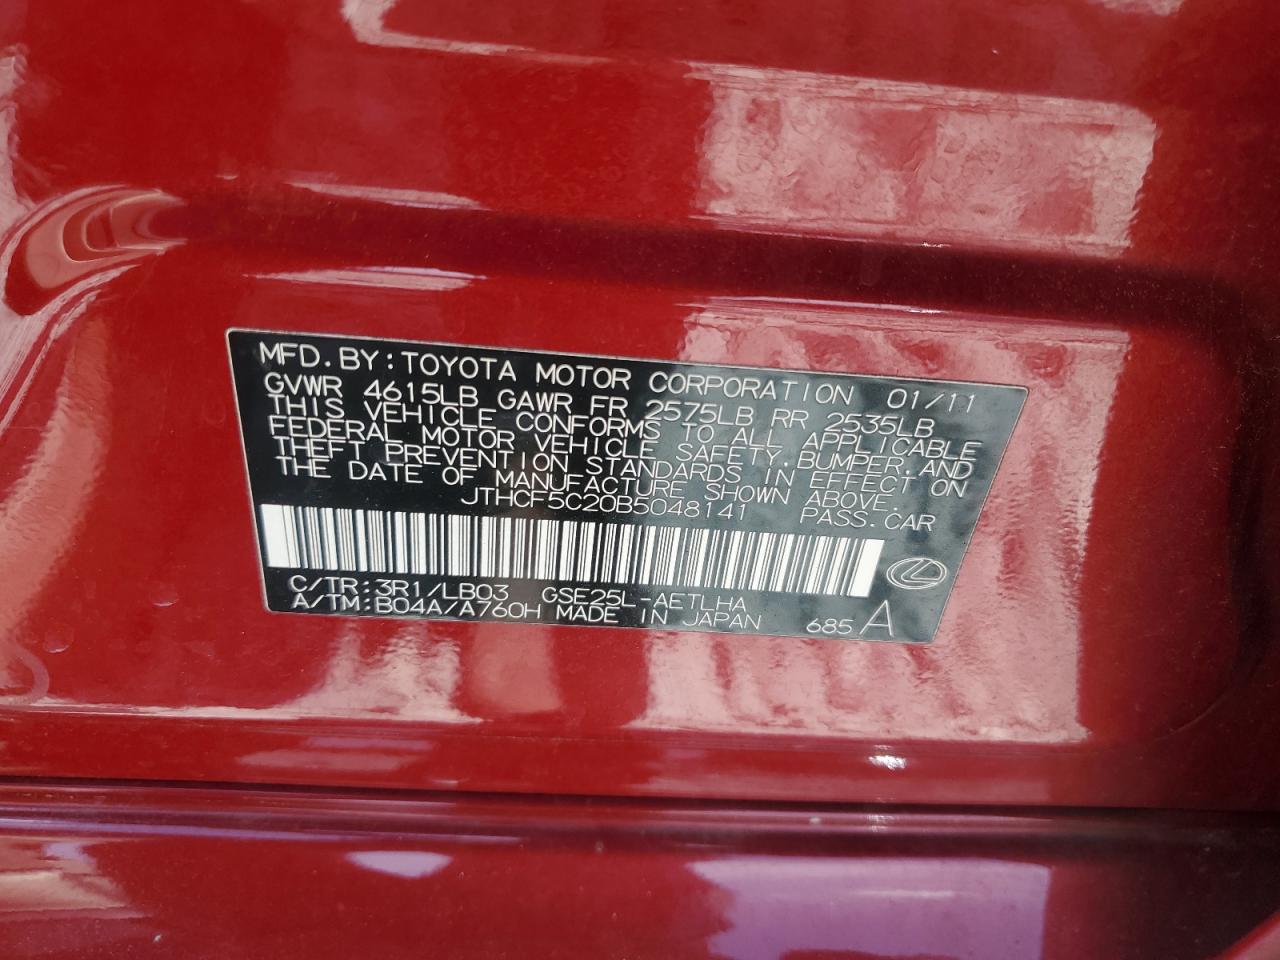 MFD. BY: TOYOTA MOTOR CORPORATION 01/11
GVWR 4615LB GAWR FR 2575LB RR 2535LB
THIS VEHICLE CONFORMS TO ALL APPLICABLE
FEDERAL MOTOR VEHICLE SAFETY, BUMPER, AND
THEFT PREVENTION STANDARDS IN EFFECT ON
THE DATE OF MANUFACTURE SHOWN ABOVE.
JTHCF5C20B5048141 PASS. CAR
C/TR: 3R1/LB03 GSE25L-AETLHA
A/TM: B04A/A760H MADE IN JAPAN 685 A